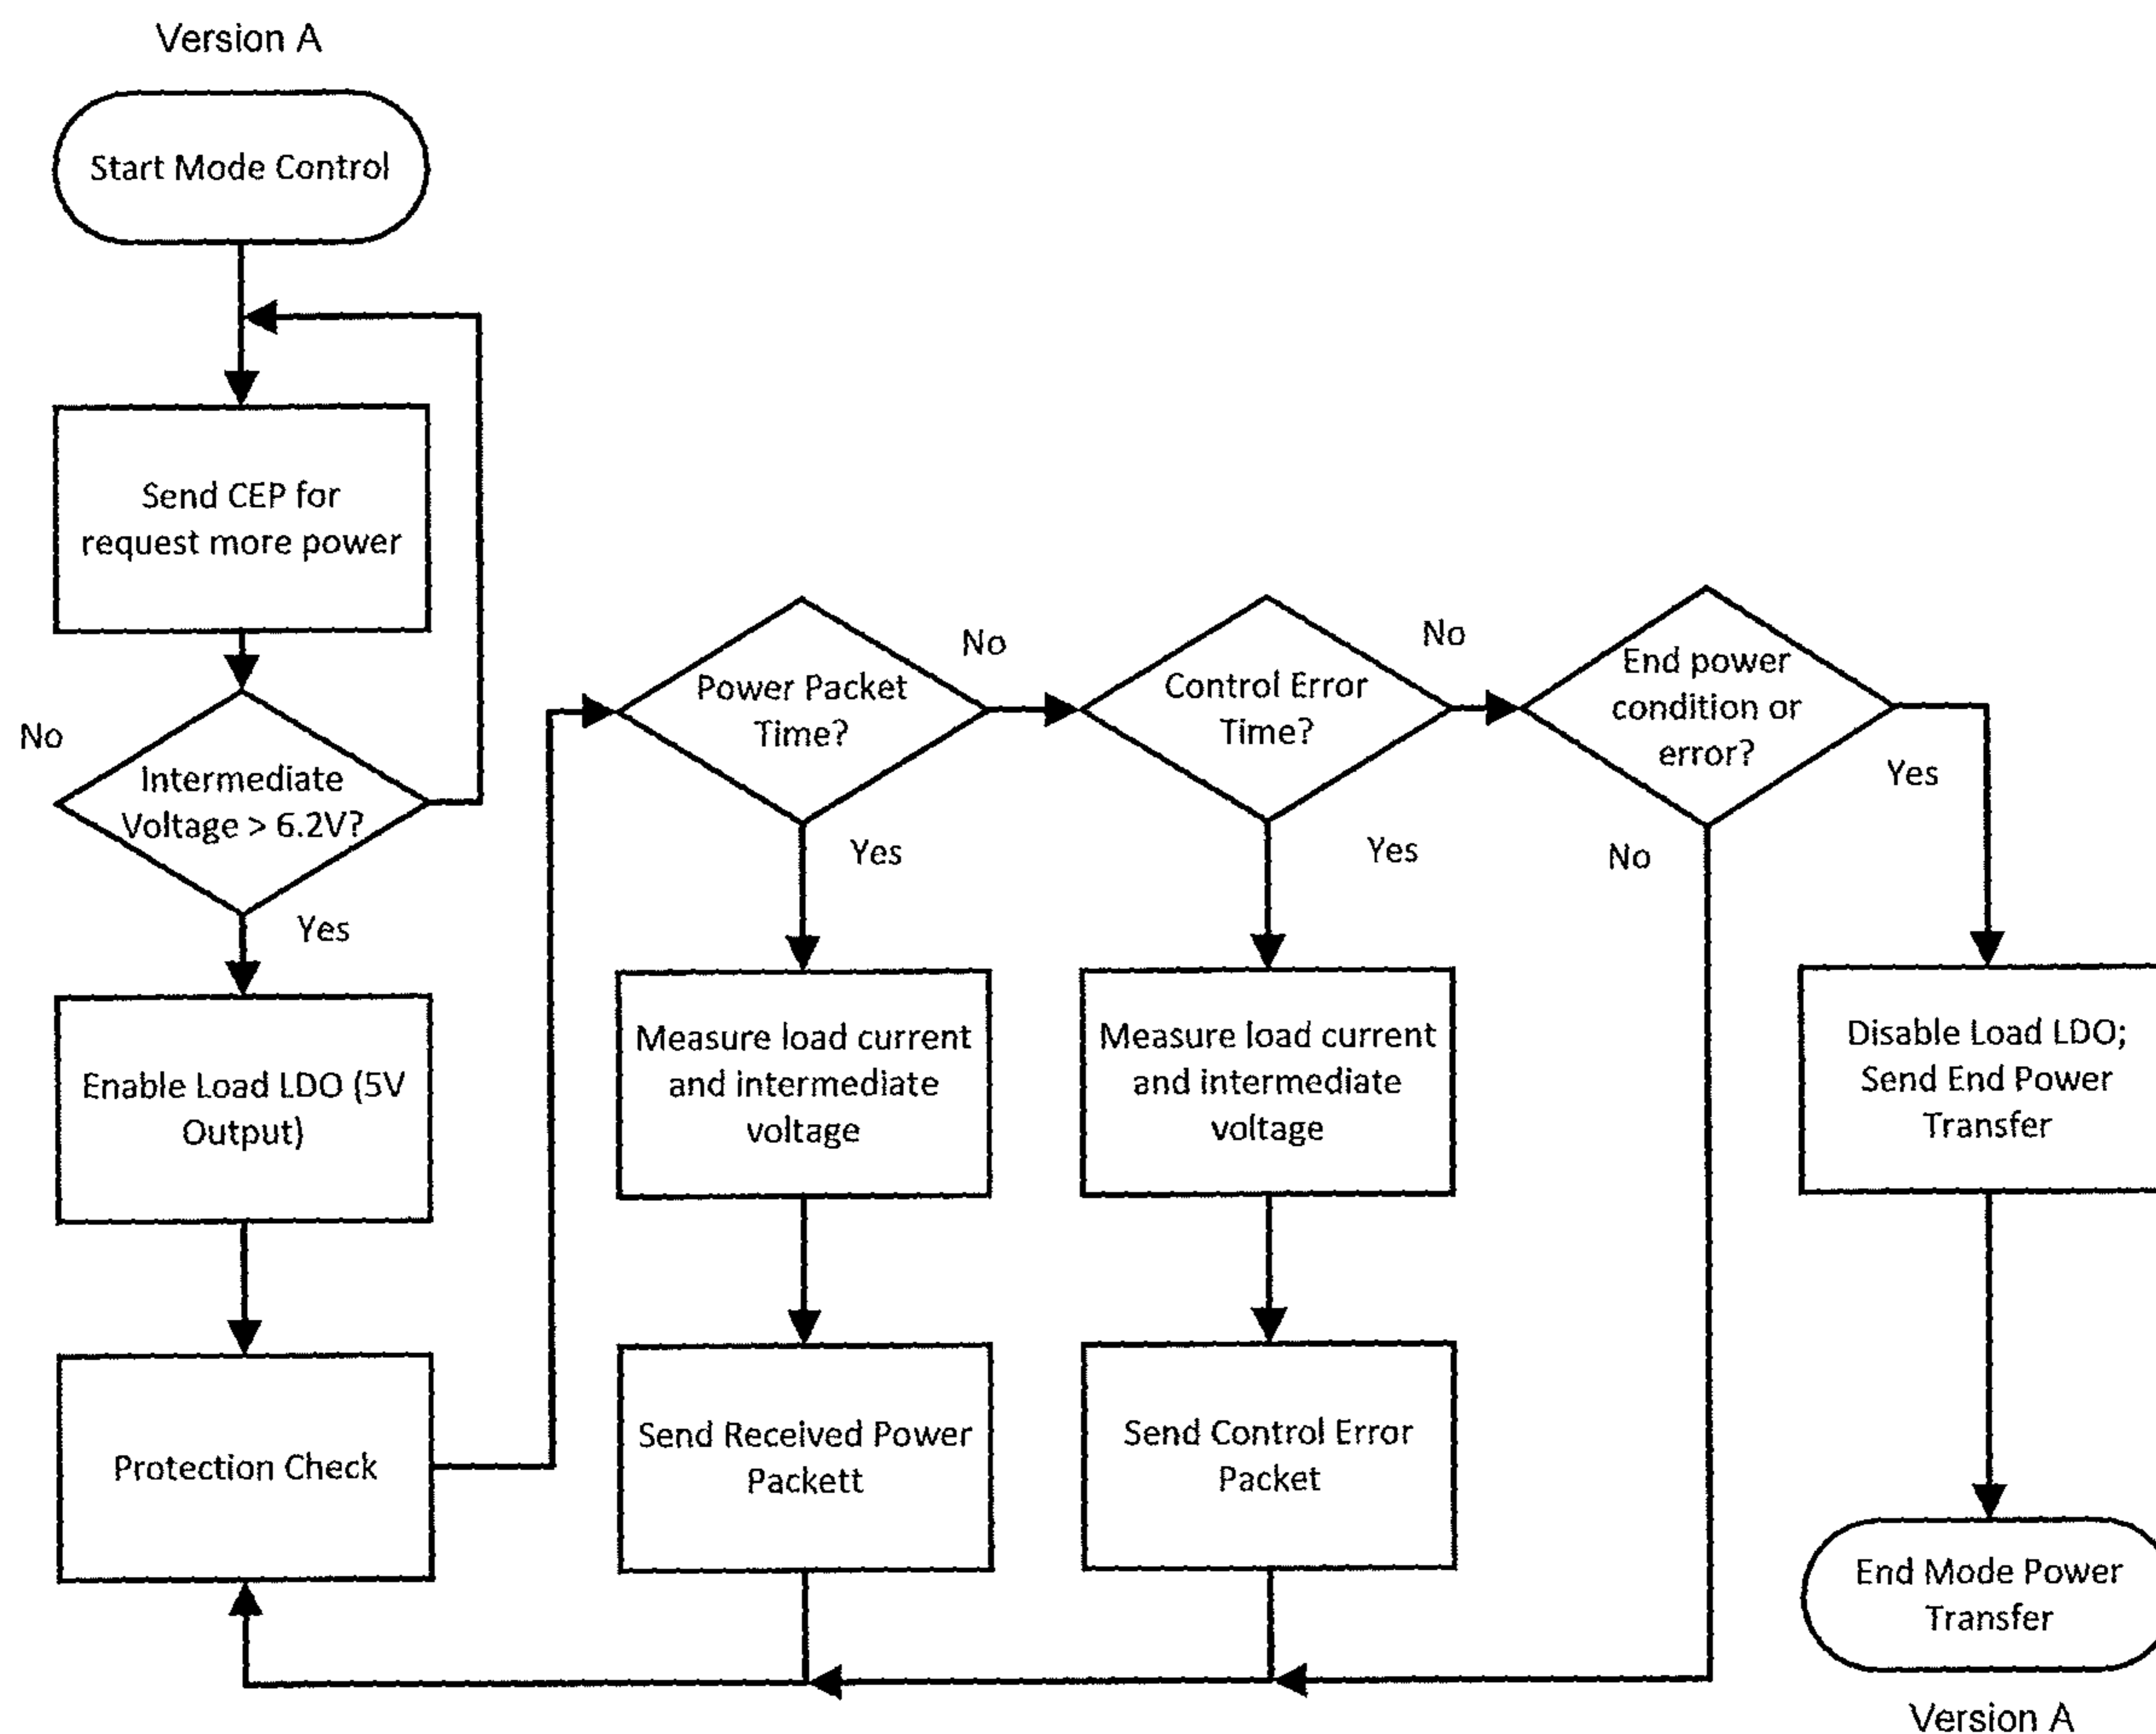 Version A
Start Mode Control
Send CEP for
request more power
No
Intermediate
Voltage > 6.2V?
Yes
Enable Load LDO (5V
Output)
Protection Check
Power Packet
Time?
No
Yes
Measure load current
and intermediate
voltage
Send Received Power
Packett
Control Error
Time?
No
Yes
Measure load current
and intermediate
voltage
Send Control Error
Packet
End power
condition or
error?
No
Yes
Disable Load LDO;
Send End Power
Transfer
End Mode Power
Transfer
Version A